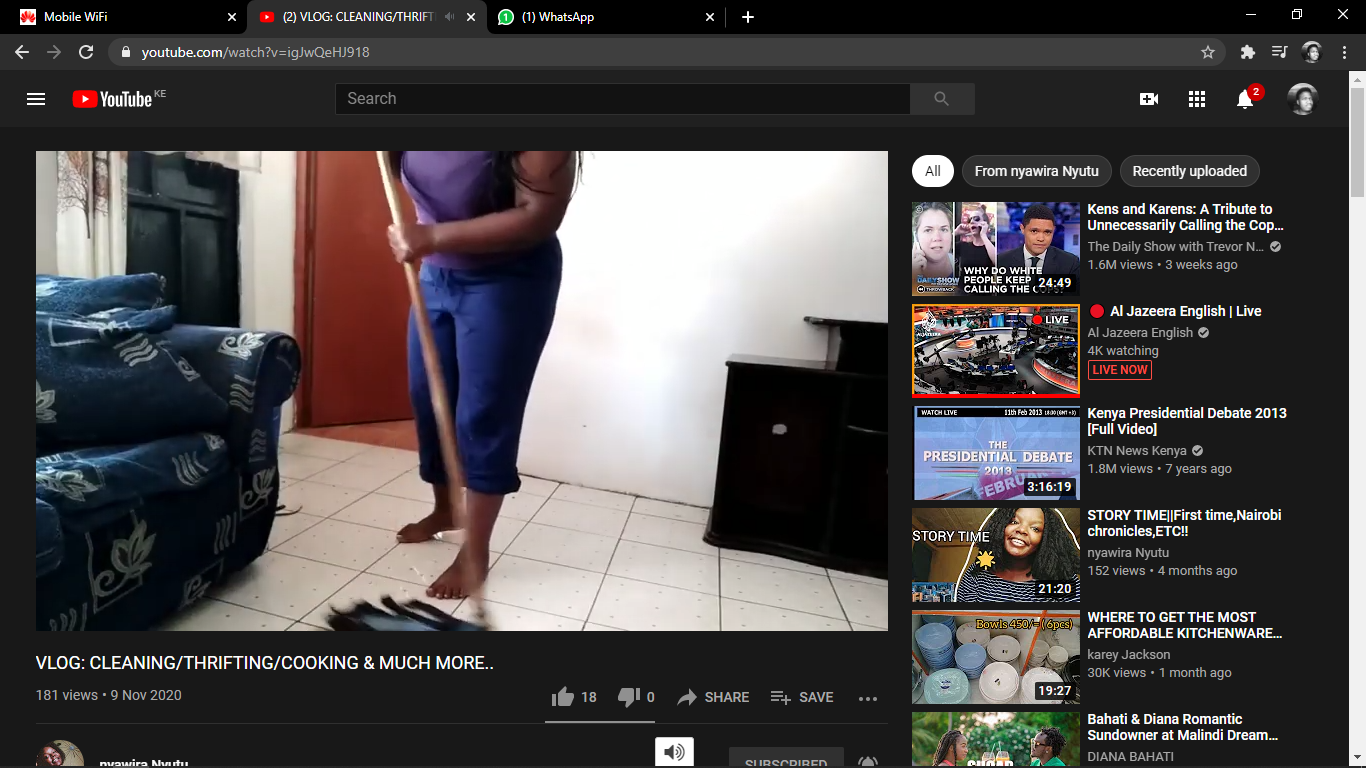 Mobile WiFi
(2) VLOG: CLEANING/THRIFT
(1) WhatsApp
youtube.com/watch?v=igJwQeHJ918
YouTube KE
Search
2
All
From nyawira Nyutu
Recently uploaded
WHY DO WHITE
PEOPLE KEEP
CALLING THE
24:49
Kens and Karens: A Tribute to
Unnecessarily Calling the Cop...
The Daily Show with Trevor N...
1.6M views • 3 weeks ago
LIVE
Al Jazeera English | Live
Al Jazeera English
4K watching
LIVE NOW
WATCH LIVE
11th Feb 2013
THE
PRESIDENTIAL DEBATE
2013
3:16:19
Kenya Presidential Debate 2013
[Full Video]
KTN News Kenya
1.8M views • 7 years ago
STORY TIME
21:20
STORY TIME||First time,Nairobi
chronicles,ETC!!
nyawira Nyutu
152 views • 4 months ago
Bowls 450/= (6pcs)
19:27
WHERE TO GET THE MOST
AFFORDABLE KITCHENWARE...
karey Jackson
30K views • 1 month ago
Bahati & Diana Romantic
Sundowner at Malindi Dream...
DIANA BAHATI
VLOG: CLEANING/THRIFTING/COOKING & MUCH MORE..
181 views • 9 Nov 2020
18
0
SHARE
SAVE
nyawira Nyutu
SUBSCRIBED